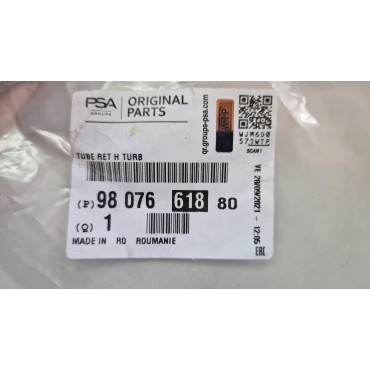 PSA
GROUPE
ORIGINAL
PARTS
qr.groupe-psa.com
WJM6D0
573WTP
SCAN !
TUBE RET H TURB
(P) 98 076 618 80
(Q) 1
MADE IN RO ROUMANIE
VE 29/09/2021 - 12:05
EAC